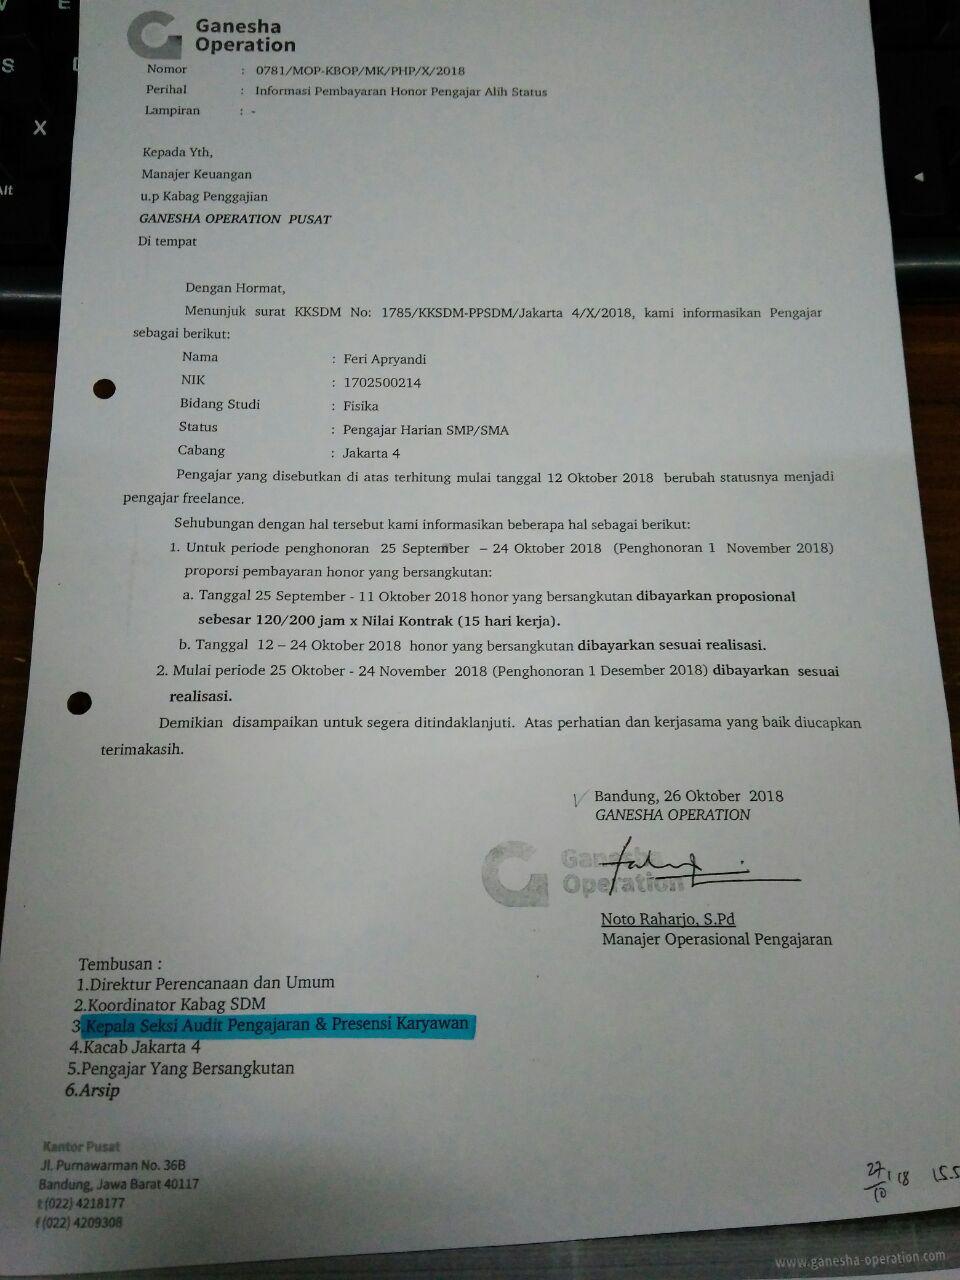 Ganesha
Operation
Nomor : 0781/MOP-KBOP/MK/PHP/X/2018
Perihal : Informasi Pembayaran Honor Pengajar Alih Status
Lampiran : -
Kepada Yth,
Manajer Keuangan
u.p Kabag Penggajian
GANESHA OPERATION PUSAT
Di tempat
Dengan Hormat,
Menunjuk surat KKSDM No: 1785/KKSDM-PPSDM/Jakarta 4/X/2018, kami informasikan Pengajar
sebagai berikut:
Nama : Feri Apryandi
NIK : 1702500214
Bidang Studi : Fisika
Status : Pengajar Harian SMP/SMA
Cabang : Jakarta 4
Pengajar yang disebutkan di atas terhitung mulai tanggal 12 Oktober 2018 berubah statusnya menjadi
pengajar freelance.
Sehubungan dengan hal tersebut kami informasikan beberapa hal sebagai berikut:
1. Untuk periode penghonoran 25 September – 24 Oktober 2018 (Penghonoran 1 November 2018)
proporsi pembayaran honor yang bersangkutan:
a. Tanggal 25 September - 11 Oktober 2018 honor yang bersangkutan dibayarkan proposional
sebesar 120/200 jam x Nilai Kontrak (15 hari kerja).
b. Tanggal 12 – 24 Oktober 2018 honor yang bersangkutan dibayarkan sesuai realisasi.
2. Mulai periode 25 Oktober - 24 November 2018 (Penghonoran 1 Desember 2018) dibayarkan sesuai
realisasi.
Demikian disampaikan untuk segera ditindaklanjuti. Atas perhatian dan kerjasama yang baik diucapkan
terimakasih.
Bandung, 26 Oktober 2018
GANESHA OPERATION
Ganesha
Operation
Noto Raharjo, S.Pd
Manajer Operasional Pengajaran
Tembusan :
1.Direktur Perencanaan dan Umum
2.Koordinator Kabag SDM
3.Kepala Seksi Audit Pengajaran & Presensi Karyawan
4.Kacab Jakarta 4
5.Pengajar Yang Bersangkutan
6.Arsip
Kantor Pusat
Jl. Purnawarman No. 36B
Bandung, Jawa Barat 40117
t (022) 4218177
f (022) 4209308
27/10 18 15.5
www.ganesha-operation.com
E
S
X
Alt